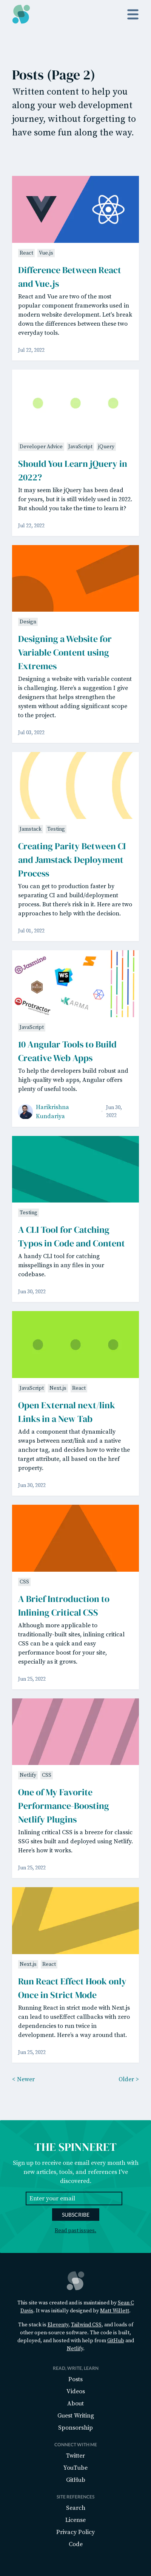 Posts (Page 2)
Written content to help you
along your web development
journey, without forgetting to
have some fun along the way.
React Vue.js
Difference Between React
and Vue.js
React and Vue are two of the most
popular component frameworks used in
modern website development. Let's break
down the differences between these two
everyday tools.
Jul 27, 2022
Developer Advice JavaScript jQuery
Should You Learn jQuery in
2022?
It may seem like jQuery has been dead
for years, but it is still widely used in 2022.
But should you take the time to learn it?
Jul 22, 2022
Design
Designing a Website for
Variable Content using
Extremes
Designing a website with variable content
is challenging. Here's a suggestion I give
designers that helps strengthen the
system without adding significant scope
to the project.
Jul 01, 2022
Jamstack Testing
Creating Parity Between CI
and Jamstack Deployment
Process
You can get to production faster by
separating CI and build/deployment
process. But there's risk in it. Here are two
approaches to help with the decision.
Jul 01, 2022
Jasmine
WS
Protractor
KARMA
JavaScript
10 Angular Tools to Build
Creative Web Apps
To help the developers build robust and
high-quality web apps, Angular offers
plenty of useful tools.
Harikrishna
Kundariya
Jun 30,
2022
Testing
A CLI Tool for Catching
Typos in Code and Content
A handy CLI tool for catching
misspellings in any files in your
codebase.
Jun 30, 2022
JavaScript Next.js React
Open External next/link
Links in a New Tab
Add a component that dynamically
swaps between next/link and a native
anchor tag, and decides how to write the
target attribute, all based on the href
property.
Jun 30, 2022
CSS
A Brief Introduction to
Inlining Critical CSS
Although more applicable to
traditionally-built sites, inlining critical
CSS can be a quick and easy
performance boost for your site,
especially as it grows.
Jun 25, 2022
Netlify CSS
One of My Favorite
Performance-Boosting
Netlify Plugins
Inlining critical CSS is a breeze for classic
SSG sites built and deployed using Netlify.
Here's how it works.
Jun 25, 2022
Next.js React
Run React Effect Hook only
Once in Strict Mode
Running React in strict mode with Next.js
can lead to useEffect callbacks with zero
dependencies to run twice in
development. Here's a way around that.
Jun 25, 2022
< Newer
Older >
THE SPINNERET
Sign up to receive one email every month with
new articles, tools, and references I've
discovered.
Enter your email
SUBSCRIBE
Read past issues.
This site was created and is maintained by Sean C
Davis. It was initially designed by Matt Willett.
The stack is Eleventy, Tailwind CSS, and loads of
other open-source software. The code is built,
deployed, and hosted with help from GitHub and
Netlify.
READ, WRITE, LEARN
Posts
Videos
About
Guest Writing
Sponsorship
CONNECT WITH ME
Twitter
YouTube
GitHub
SITE REFERENCES
Search
License
Privacy Policy
Code